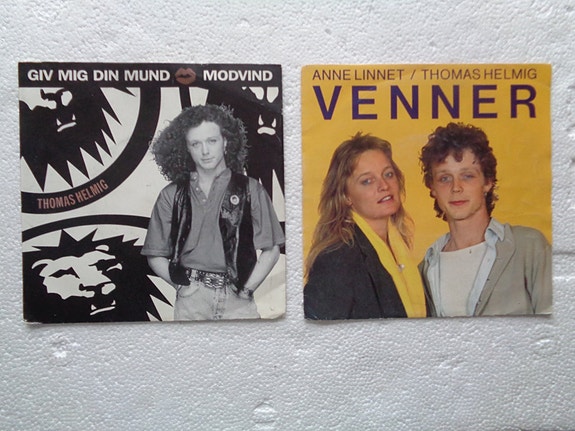 GIV MIG DIN MUND MODVIND
THOMAS HELMIG
ANNE LINNET / THOMAS HELMIG
VENNER